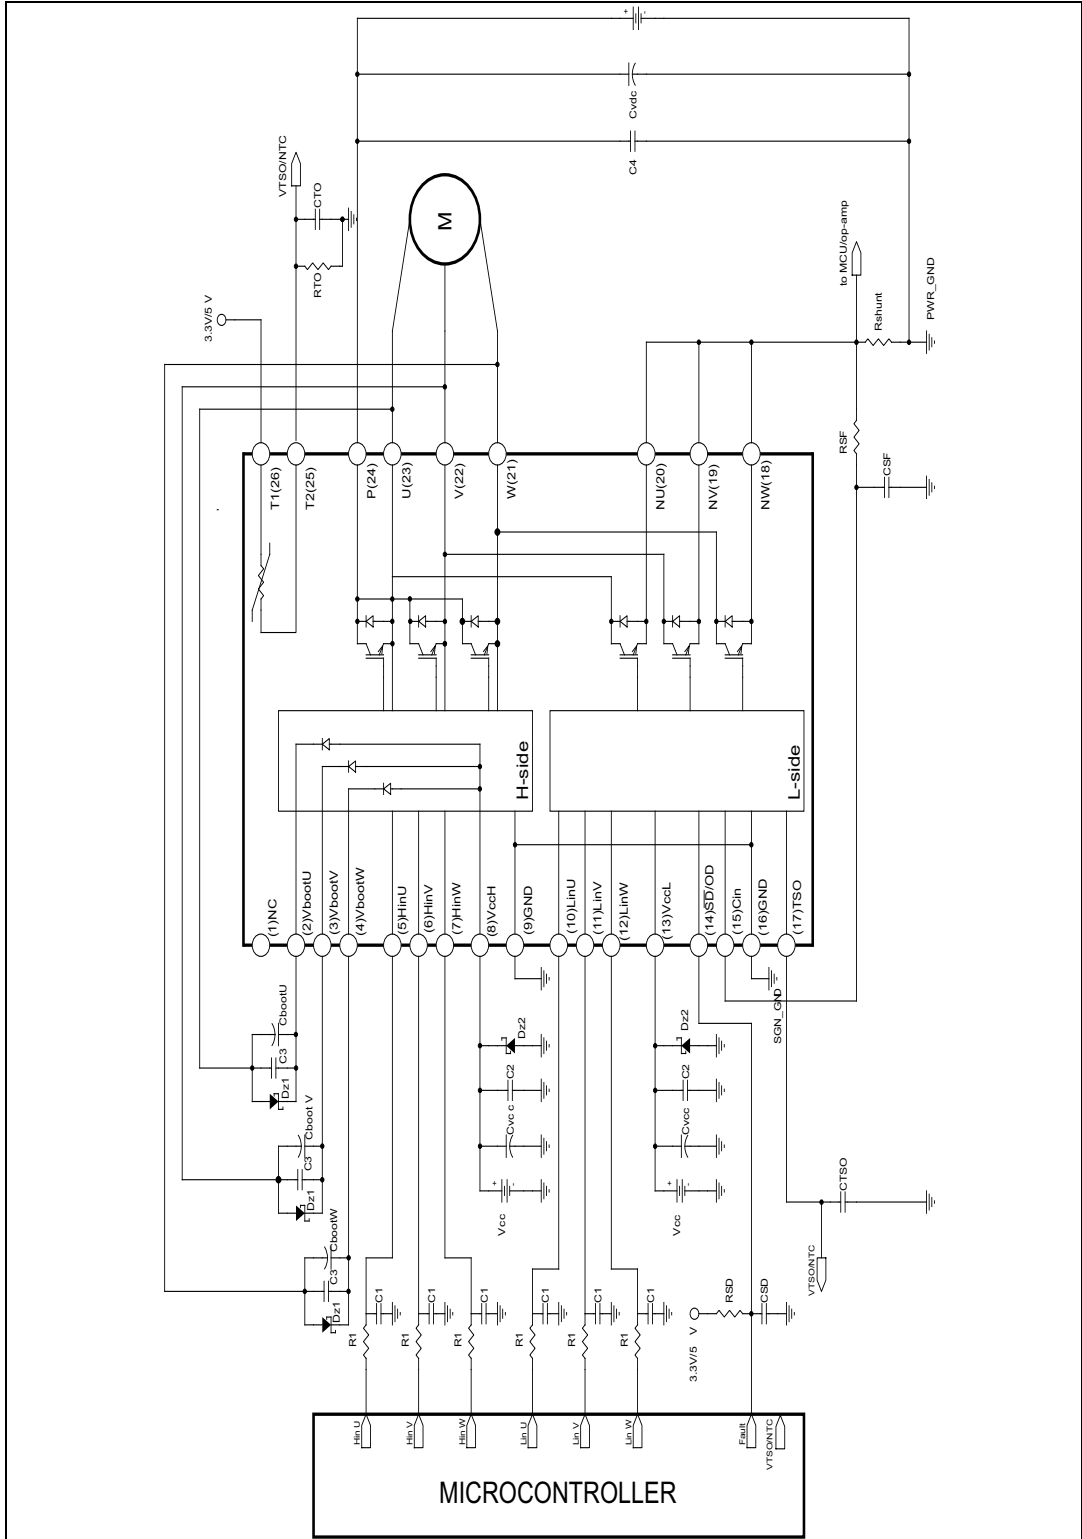 + -
Cvdc
C4
VTSO/NTC
CTO
RTO
3.3V/5 V
M
to MCU/op-amp
Rshunt
PWR_GND
RSF
CSF
T1(26)
T2(25)
P(24)
U(23)
V(22)
W(21)
NU(20)
NV(19)
NW(18)
H-side
L-side
(1)NC
(2)VbootU
(3)VbootV
(4)VbootW
(5)HinU
(6)HinV
(7)HinW
(8)VccH
(9)GND
(10)LinU
(11)LinV
(12)LinW
(13)VccL
(14)SD/OD
(15)Cin
(16)GND
(17)TSO
SGN_GND
CbootU
C3
Dz1
Cboot V
C3
Dz1
CbootW
C3
Dz1
Dz2
C2
Cvc c
+ -
Vcc
Dz2
C2
Cvcc
+ -
Vcc
CTSO
VTSO/NTC
RSD
CSD
3.3V/5 V
C1
R1
C1
R1
C1
R1
C1
R1
C1
R1
C1
R1
Hin U
Hin V
Hin W
Lin U
Lin V
Lin W
Fault
VTSO/NTC
MICROCONTROLLER